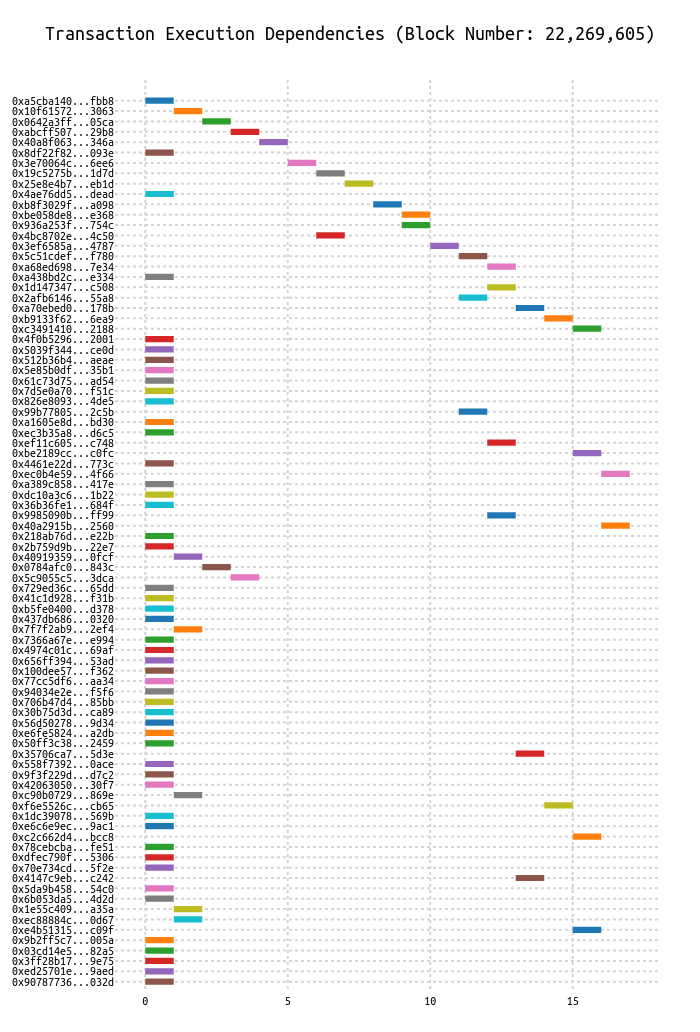 Transaction Execution Dependencies (Block Number: 22,269,605)
0xa5cba140...fbb8
0x10f61572...3063
0x0642a3ff...05ca
0xabcff507...29b8
0x40a8f063...346a
0x8df22f82...093e
0x3e70064c...6ee6
0x19c5275b...1d7d
0x25e8e4b7...eb1d
0x4ae76dd5...dead
0xb8f3029f...a098
0xbe058de8...e368
0x936a253f...754c
0x4bc8702e...4c50
0x3ef6585a...4787
0x5c51cdef...f780
0xa68ed698...7e34
0xa438bd2c...e334
0x1d147347...c508
0x2afb6146...55a8
0xa70ebed0...178b
0xb9133f62...6ea9
0xc3491410...2188
0x4f0b5296...2001
0x5039f344...ce0d
0x512b36b4...aeae
0x5e85b0df...35b1
0x61c73d75...ad54
0x7d5e0a70...f51c
0x826e8093...4de5
0x99b77805...2c5b
0xa1605e8d...bd30
0xec3b35a8...d6c5
0xef11c605...c748
0xbe2189cc...c0fc
0x4461e22d...773c
0xec0b4e59...4f66
0xa389c858...417e
0xdc10a3c6...1b22
0x36b36fe1...684f
0x9985090b...ff99
0x40a2915b...2560
0x218ab76d...e22b
0x2b759d9b...22e7
0x40919359...0fcf
0x0784afc0...843c
0x5c9055c5...3dca
0x729ed36c...65dd
0x41c1d928...f31b
0xb5fe0400...d378
0x437db686...0320
0x7f7f2ab9...2ef4
0x7366a67e...e994
0x4974c01c...69af
0x656ff394...53ad
0x100dee57...f362
0x77cc5df6...aa34
0x94034e2e...f5f6
0x706b47d4...85bb
0x30b75d3d...ca89
0x56d50278...9d34
0xe6fe5824...a2db
0x50ff3c38...2459
0x35706ca7...5d3e
0x558f7392...0ace
0x9f3f229d...d7c2
0x42063050...30f7
0xc90b0729...869e
0xf6e5526c...cb65
0x1dc39078...569b
0xe6c6e9ec...9ac1
0xc2c662d4...bcc8
0x78cebcba...fe51
0xdfec790f...5306
0x70e734cd...5f2e
0x4147c9eb...c242
0x5da9b458...54c0
0x6b053da5...4d2d
0x1e55c409...a35a
0xec88884c...0d67
0xe4b51315...c09f
0x9b2ff5c7...005a
0x03cd14e5...82a5
0x3ff28b17...9e75
0xed25701e...9aed
0x90787736...032d
0 5 10 15